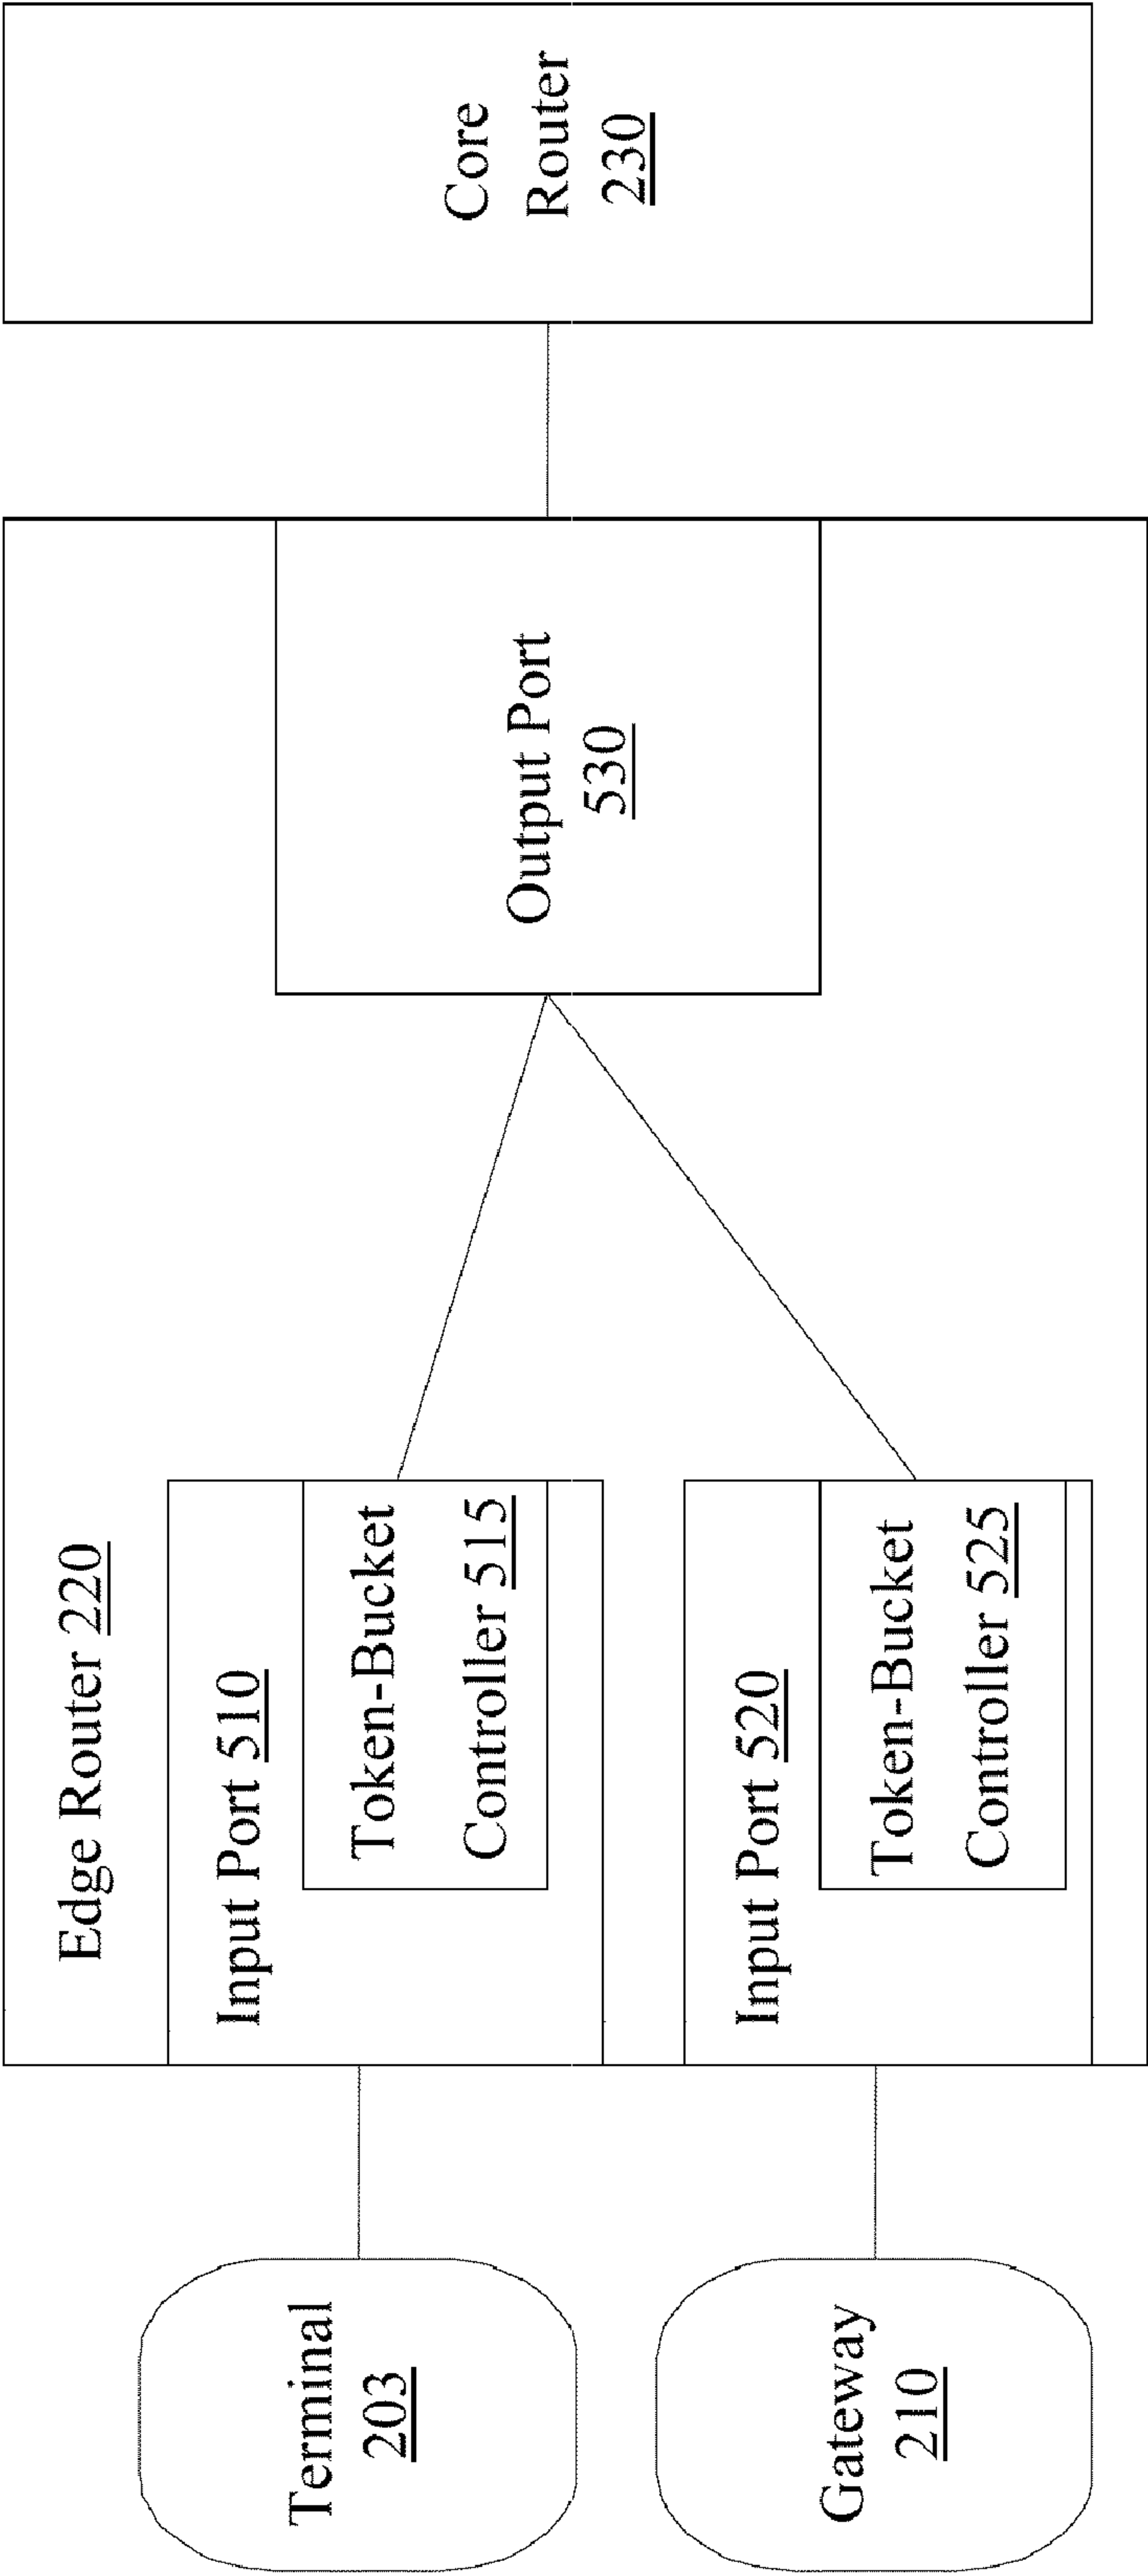 Edge Router 220
Terminal
203
Input Port 510
Token-Bucket
Controller 515
Gateway
210
Input Port 520
Token-Bucket
Controller 525
Output Port
530
Core
Router
230